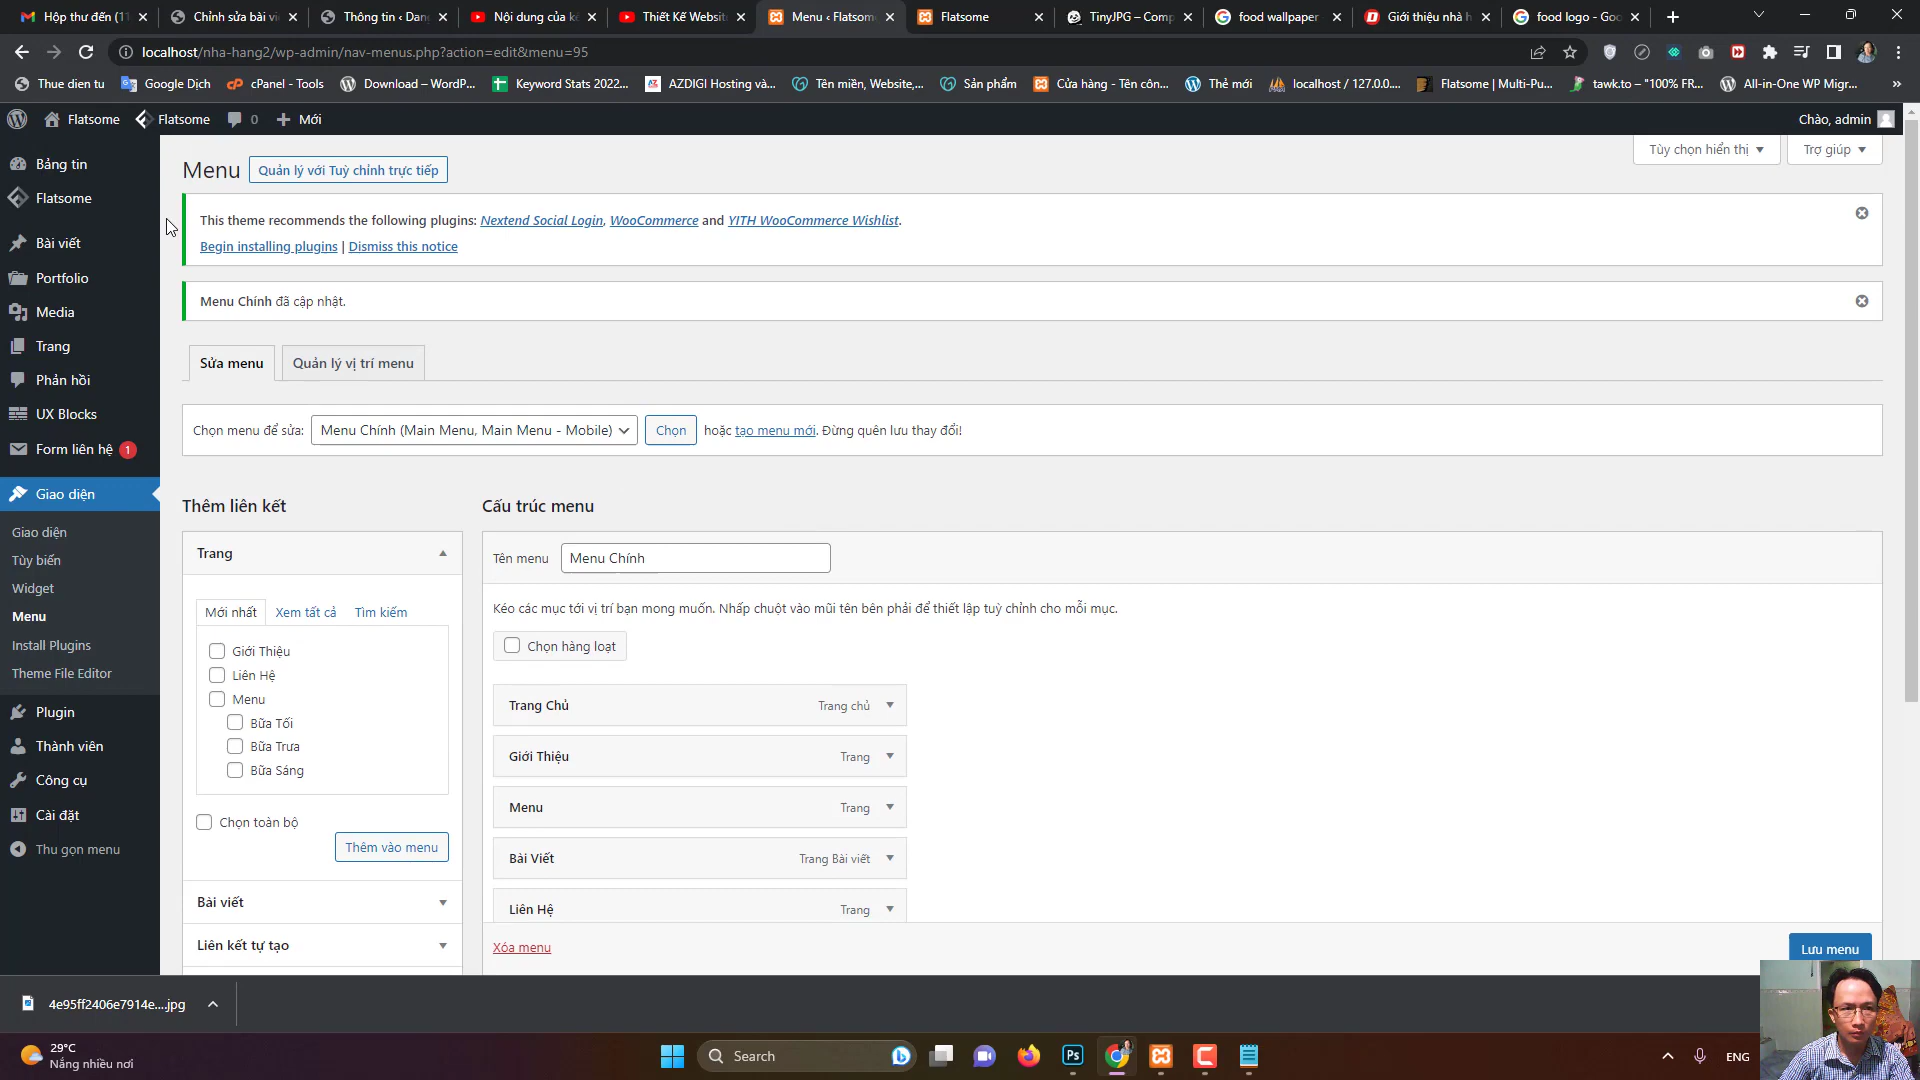 Hộp thư đến (11
Chỉnh sửa bài vi
Thông tin ‹ Dan
Nội dung của k
Thiết Kế Websit
Menu ‹ Flatsom
Flatsome
TinyJPG – Comp
food wallpaper
Giới thiệu nhà h
food logo - Goo
localhost/nha-hang2/wp-admin/nav-menus.php?action=edit&menu=95
Thue dien tu
Google Dịch
cPanel - Tools
Download – WordP...
Keyword Stats 2022...
AZDIGI Hosting và...
Tên miền, Website,...
Sản phẩm
Cửa hàng - Tên côn...
Thẻ mới
localhost / 127.0.0....
Flatsome | Multi-Pu...
tawk.to – "100% FR...
All-in-One WP Migr...
»
Flatsome
Flatsome
0
Mới
Chào, admin
Bảng tin
Flatsome
Bài viết
Portfolio
Media
Trang
Phản hồi
UX Blocks
Form liên hệ 1
Giao diện
Giao diện
Tùy biến
Widget
Menu
Install Plugins
Theme File Editor
Plugin
Thành viên
Công cụ
Cài đặt
Thu gọn menu
Tùy chọn hiển thị
Trợ giúp
Menu
Quản lý với Tuỳ chỉnh trực tiếp
This theme recommends the following plugins: Nextend Social Login, WooCommerce and YITH WooCommerce Wishlist.
Begin installing plugins | Dismiss this notice
Menu Chính đã cập nhật.
Sửa menu
Quản lý vị trí menu
Chọn menu để sửa:
Menu Chính (Main Menu, Main Menu - Mobile)
Chọn
hoặc tạo menu mới. Đừng quên lưu thay đổi!
Thêm liên kết
Trang
Mới nhất
Xem tất cả
Tìm kiếm
Giới Thiệu
Liên Hệ
Menu
Bữa Tối
Bữa Trưa
Bữa Sáng
Chọn toàn bộ
Thêm vào menu
Bài viết
Liên kết tự tạo
Cấu trúc menu
Tên menu
Menu Chính
Kéo các mục tới vị trí bạn mong muốn. Nhấp chuột vào mũi tên bên phải để thiết lập tuỳ chỉnh cho mỗi mục.
Chọn hàng loạt
Trang Chủ
Trang chủ
Giới Thiệu
Trang
Menu
Trang
Bài Viết
Trang Bài viết
Liên Hệ
Trang
Xóa menu
Lưu menu
4e95ff2406e7914e....jpg
29°C
Nắng nhiều nơi
Search
Ps
ENG